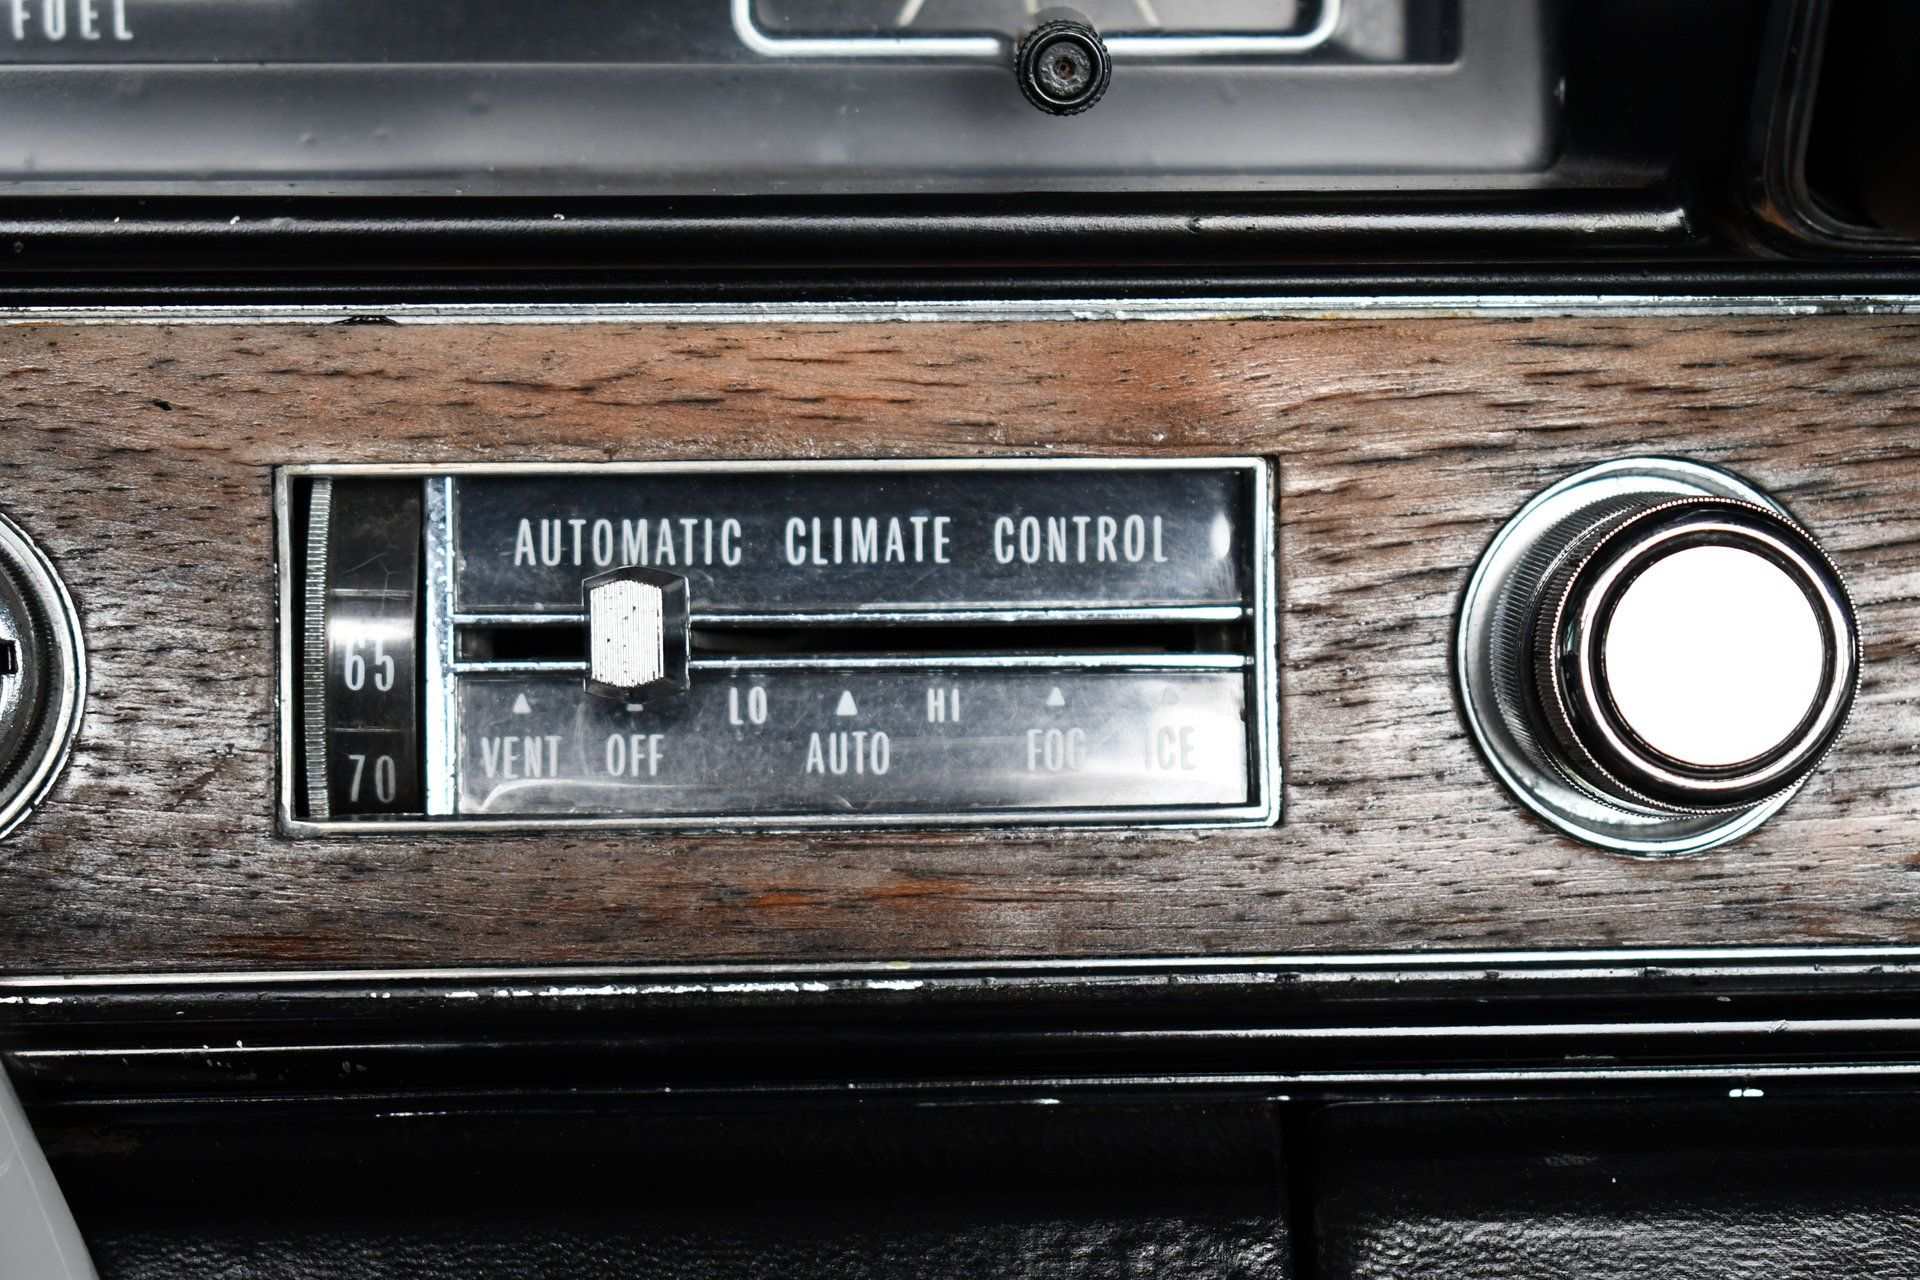 FUEL
AUTOMATIC CLIMATE CONTROL
65
70
LO HI
VENT OFF AUTO FOG ICE